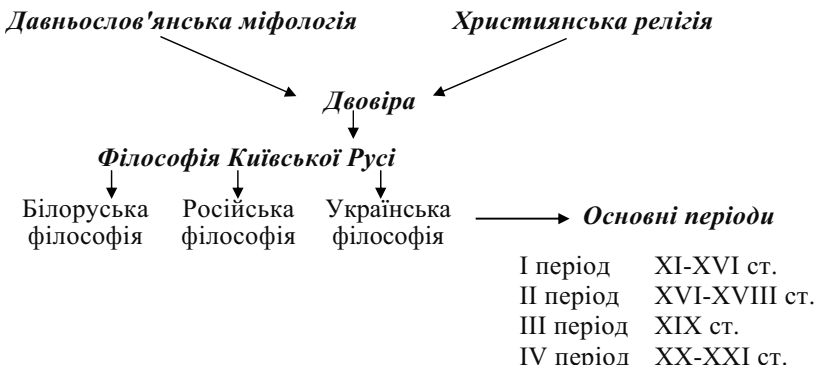 Давньослов'янська міфологія Християнська релігія
Двовіра
Філософія Київської Русі
Білоруська філософія
Російська філософія
Українська філософія
Основні періоди
I період XI-XVI ст.
II період XVI-XVIII ст.
III період XIX ст.
IV період XX-XXI ст.